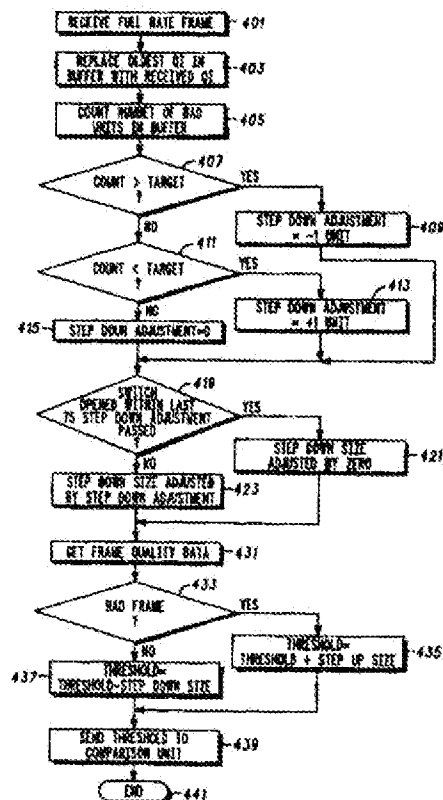 RECEIVE FULL RATE FRAME
401
REPLACE OLDEST QI IN
BUFFER WITH RECEIVED QI
403
COUNT NUMBER OF BAD
UNITS IN BUFFER
405
407
COUNT > TARGET
?
YES
NO
STEP DOWN ADJUSTMENT
= -1 UNIT
409
411
COUNT < TARGET
?
YES
NO
STEP DOWN ADJUSTMENT
= +1 UNIT
413
415
STEP DOWN ADJUSTMENT=0
419
SWITCH
OPENED WITHIN LAST
75 STEP DOWN ADJUSTMENT
PASSED
?
YES
NO
STEP DOWN SIZE
ADJUSTED BY ZERO
421
STEP DOWN SIZE ADJUSTED
BY STEP DOWN ADJUSTMENT
423
GET FRAME QUALITY DATA
431
433
BAD FRAME
?
YES
NO
THRESHOLD=
THRESHOLD + STEP UP SIZE
435
437
THRESHOLD=
THRESHOLD-STEP DOWN SIZE
SEND THRESHOLD TO
COMPARISON UNIT
439
END
441